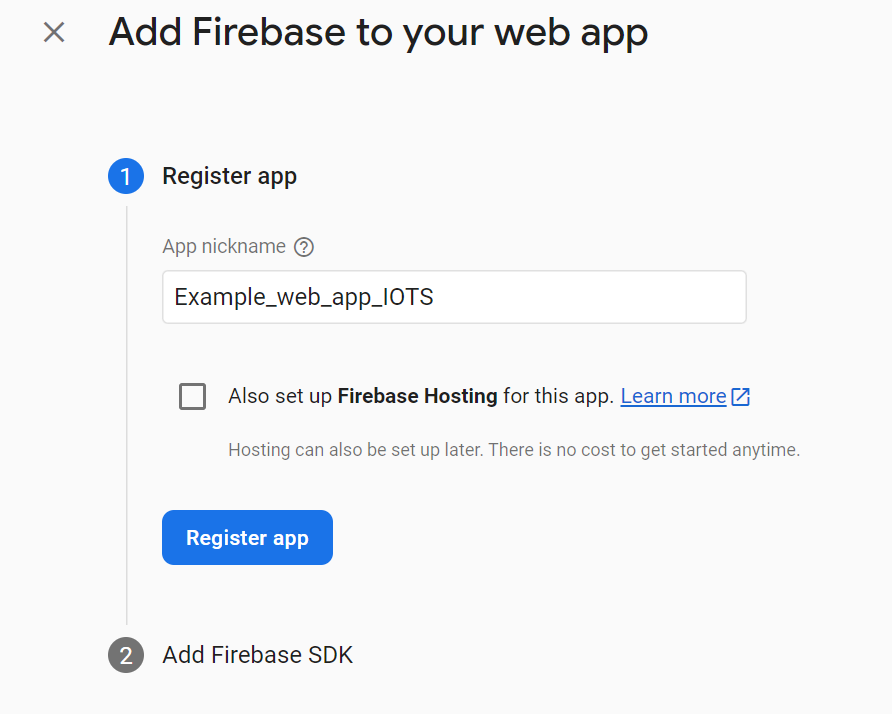 Add Firebase to your web app
1 Register app
App nickname ?
Example_web_app_IOTS
Also set up Firebase Hosting for this app. Learn more
Hosting can also be set up later. There is no cost to get started anytime.
Register app
2 Add Firebase SDK